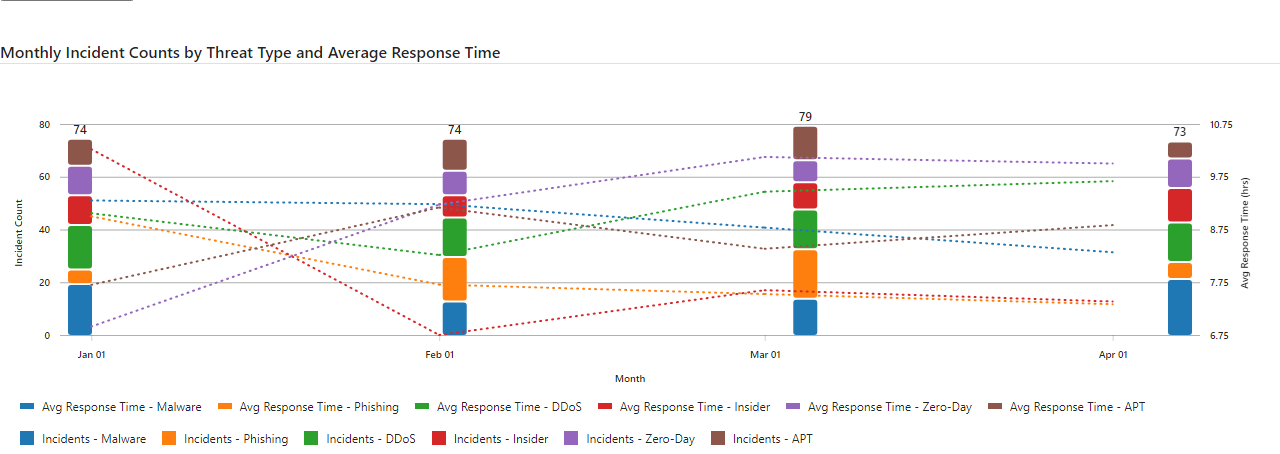 Monthly Incident Counts by Threat Type and Average Response Time
74 74 79 73
80 10.75
60 9.75
40 8.75
20 7.75
0 6.75
Incident Count
Avg Response Time (hrs)
Jan 01 Feb 01 Mar 01 Apr 01
Month
Avg Response Time - Malware Avg Response Time - Phishing Avg Response Time - DDoS Avg Response Time - Insider Avg Response Time - Zero-Day Avg Response Time - APT
Incidents - Malware Incidents - Phishing Incidents - DDoS Incidents - Insider Incidents - Zero-Day Incidents - APT